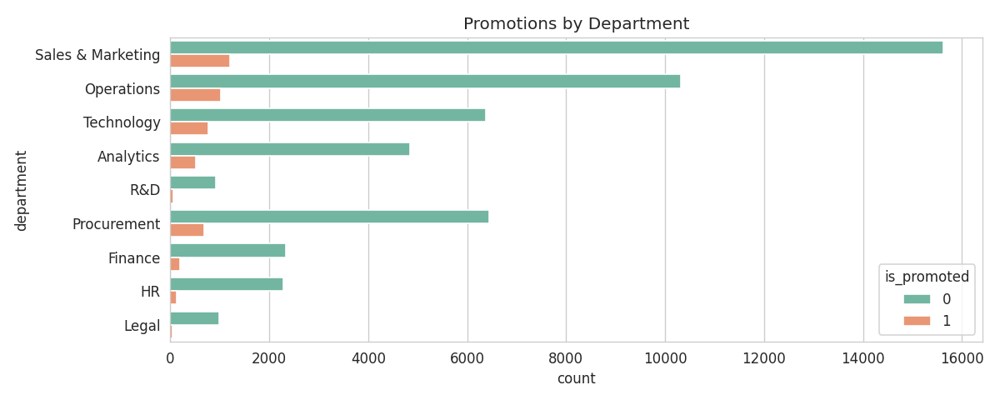 Promotions by Department
Sales & Marketing
Operations
Technology
Analytics
R&D
Procurement
Finance
HR
Legal
department
is_promoted
0
1
0 2000 4000 6000 8000 10000 12000 14000 16000
count